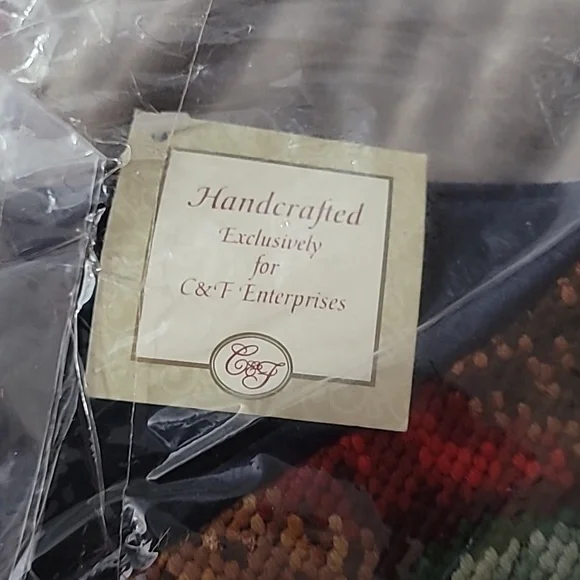 Handcrafted
Exclusively
for
C&F Enterprises
C&F